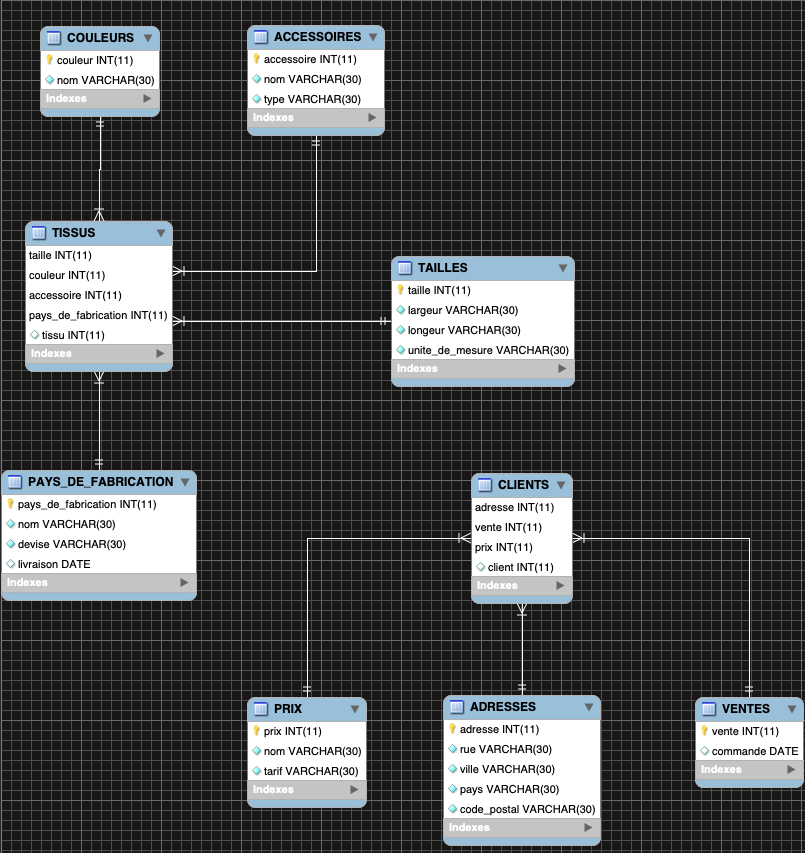 COULEURS
couleur INT(11)
nom VARCHAR(30)
Indexes
ACCESSOIRES
accessoire INT(11)
nom VARCHAR(30)
type VARCHAR(30)
Indexes
TISSUS
taille INT(11)
couleur INT(11)
accessoire INT(11)
pays_de_fabrication INT(11)
tissu INT(11)
Indexes
TAILLES
taille INT(11)
largeur VARCHAR(30)
longeur VARCHAR(30)
unite_de_mesure VARCHAR(30)
Indexes
PAYS_DE_FABRICATION
pays_de_fabrication INT(11)
nom VARCHAR(30)
devise VARCHAR(30)
livraison DATE
Indexes
CLIENTS
adresse INT(11)
vente INT(11)
prix INT(11)
client INT(11)
Indexes
PRIX
prix INT(11)
nom VARCHAR(30)
tarif VARCHAR(30)
Indexes
ADRESSES
adresse INT(11)
rue VARCHAR(30)
ville VARCHAR(30)
pays VARCHAR(30)
code_postal VARCHAR(30)
Indexes
VENTES
vente INT(11)
commande DATE
Indexes